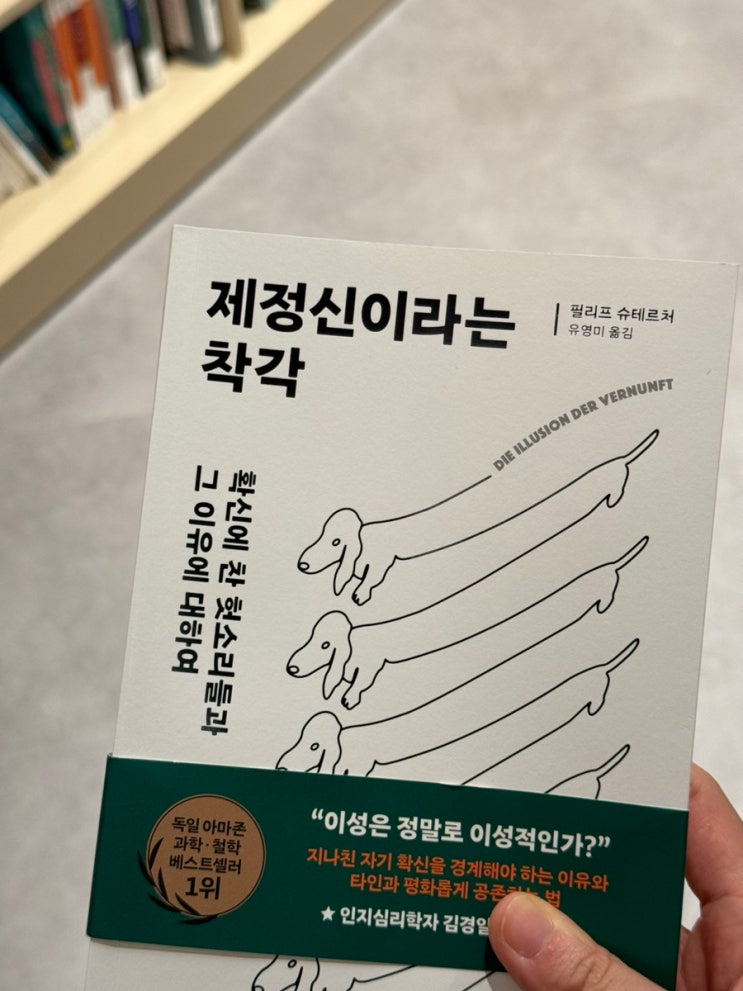 제정신이라는
착각
필리프 슈테르처
유영미 옮김
DIE ILLUSION DER VERNUNFT
확신에 찬 헛소리들과
그 이유에 대하여
독일 아마존
과학·철학
베스트셀러
1위
“이성은 정말로 이성적인가?”
지나친 자기 확신을 경계해야 하는 이유와
타인과 평화롭게 공존하는 법
★ 인지심리학자 김경일